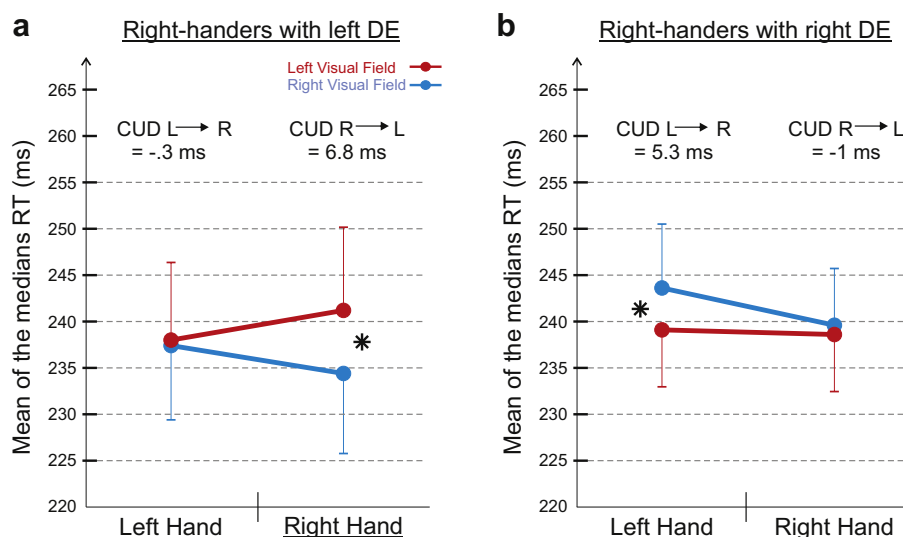 a
Right-handers with left DE
Left Visual Field
Right Visual Field
Mean of the medians RT (ms)
265
260
255
250
245
240
235
230
225
220
CUD L → R
= -.3 ms
CUD R → L
= 6.8 ms
*
Left Hand
Right Hand
b
Right-handers with right DE
Mean of the medians RT (ms)
265
260
255
250
245
240
235
230
225
220
CUD L → R
= 5.3 ms
CUD R → L
= -1 ms
*
Left Hand
Right Hand